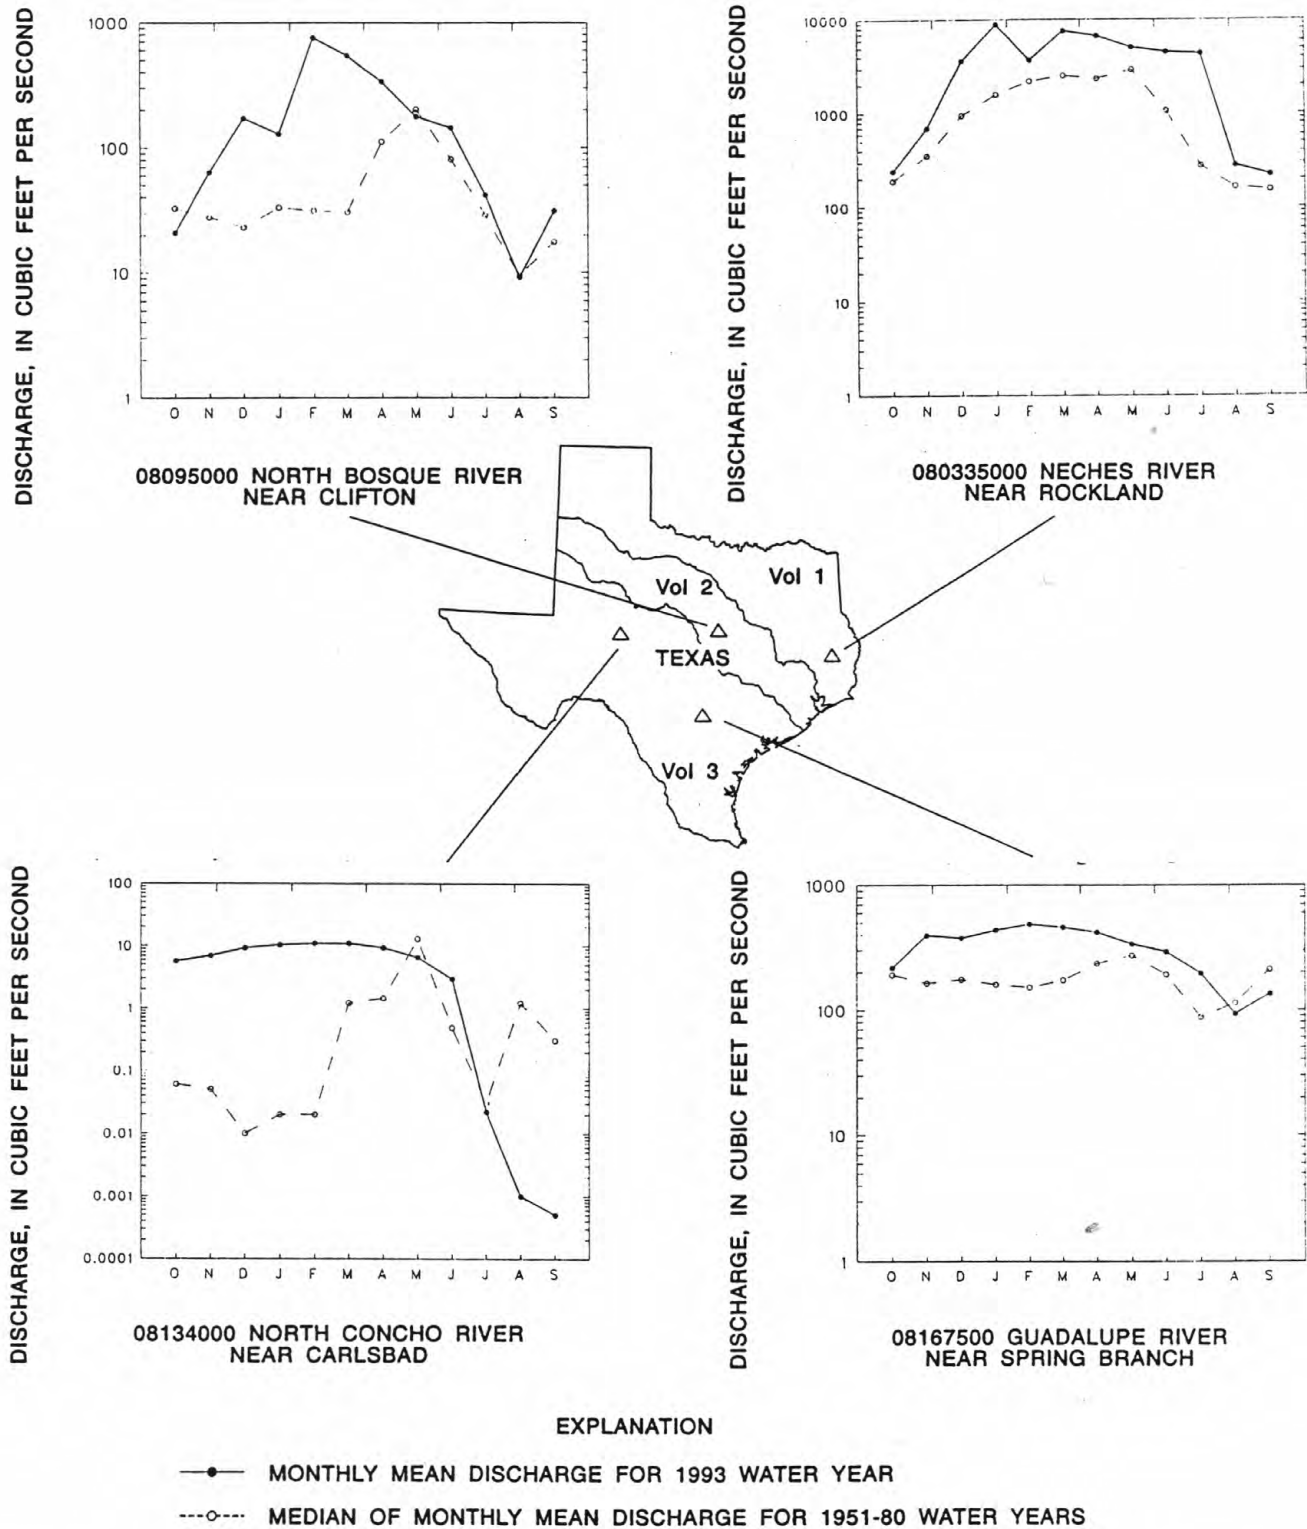 DISCHARGE, IN CUBIC FEET PER SECOND
1000
100
10
1
O N D J F M A M J J A S
08095000 NORTH BOSQUE RIVER
NEAR CLIFTON
DISCHARGE, IN CUBIC FEET PER SECOND
10000
1000
100
10
1
O N D J F M A M J J A S
080335000 NECHES RIVER
NEAR ROCKLAND
Vol 1
Vol 2
TEXAS
Vol 3
DISCHARGE, IN CUBIC FEET PER SECOND
100
10
1
0.1
0.01
0.001
0.0001
O N D J F M A M J J A S
08134000 NORTH CONCHO RIVER
NEAR CARLSBAD
DISCHARGE, IN CUBIC FEET PER SECOND
1000
100
10
1
O N D J F M A M J J A S
08167500 GUADALUPE RIVER
NEAR SPRING BRANCH
EXPLANATION
MONTHLY MEAN DISCHARGE FOR 1993 WATER YEAR
MEDIAN OF MONTHLY MEAN DISCHARGE FOR 1951-80 WATER YEARS